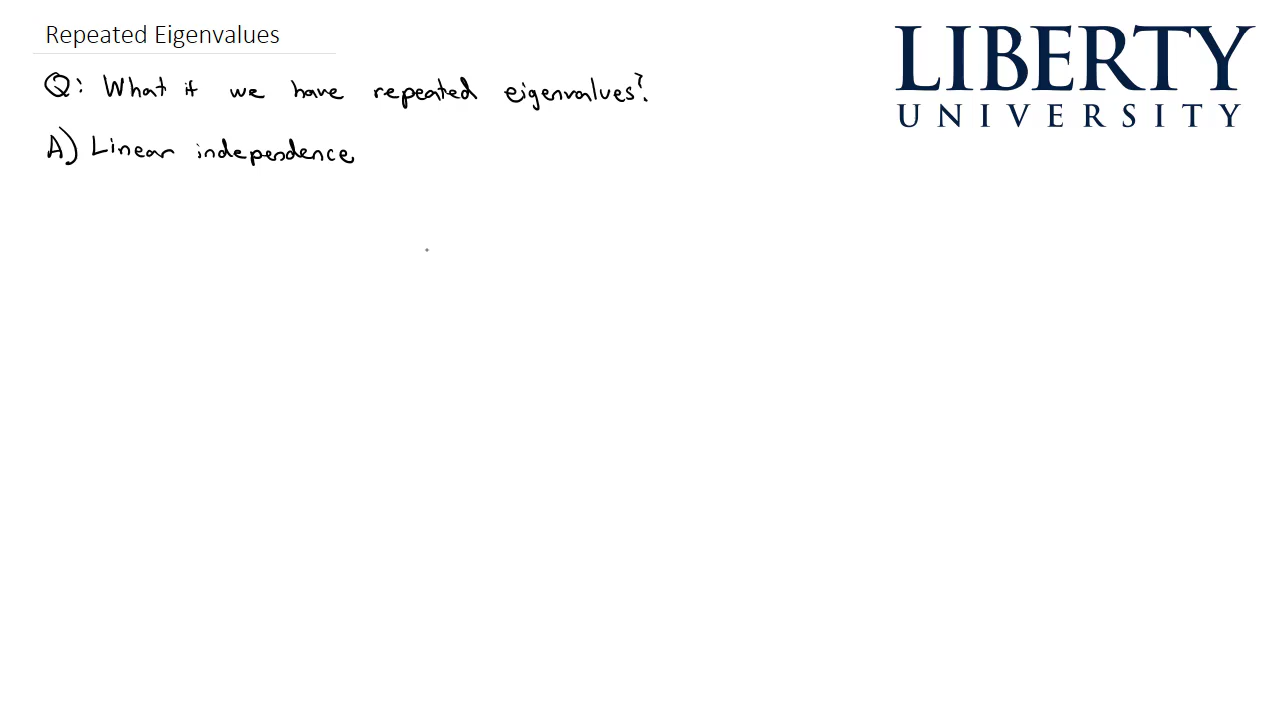 Repeated Eigenvalues
LIBERTY
UNIVERSITY
Q: What if we have repeated eigenvalues?
A) Linear independence